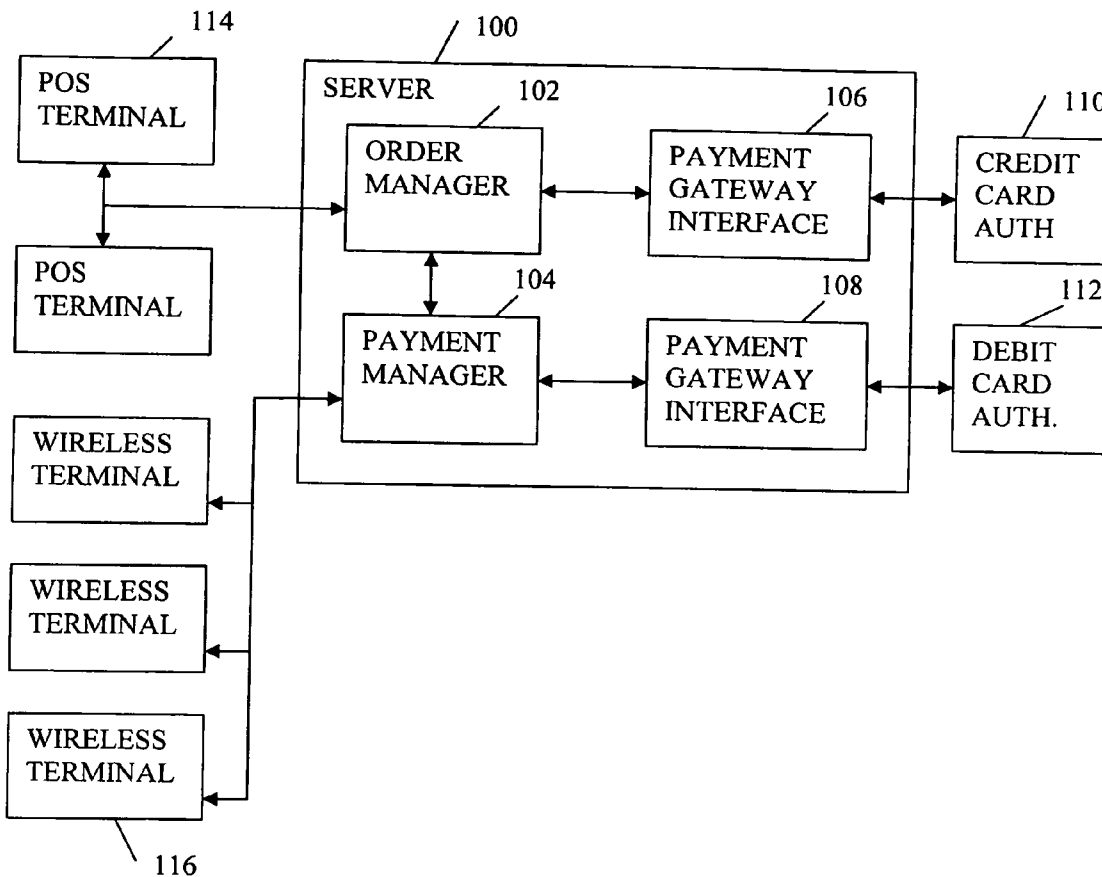 114
POS
TERMINAL
POS
TERMINAL
WIRELESS
TERMINAL
WIRELESS
TERMINAL
WIRELESS
TERMINAL
116
100
SERVER
102
ORDER
MANAGER
104
PAYMENT
MANAGER
106
PAYMENT
GATEWAY
INTERFACE
108
PAYMENT
GATEWAY
INTERFACE
110
CREDIT
CARD
AUTH
112
DEBIT
CARD
AUTH.